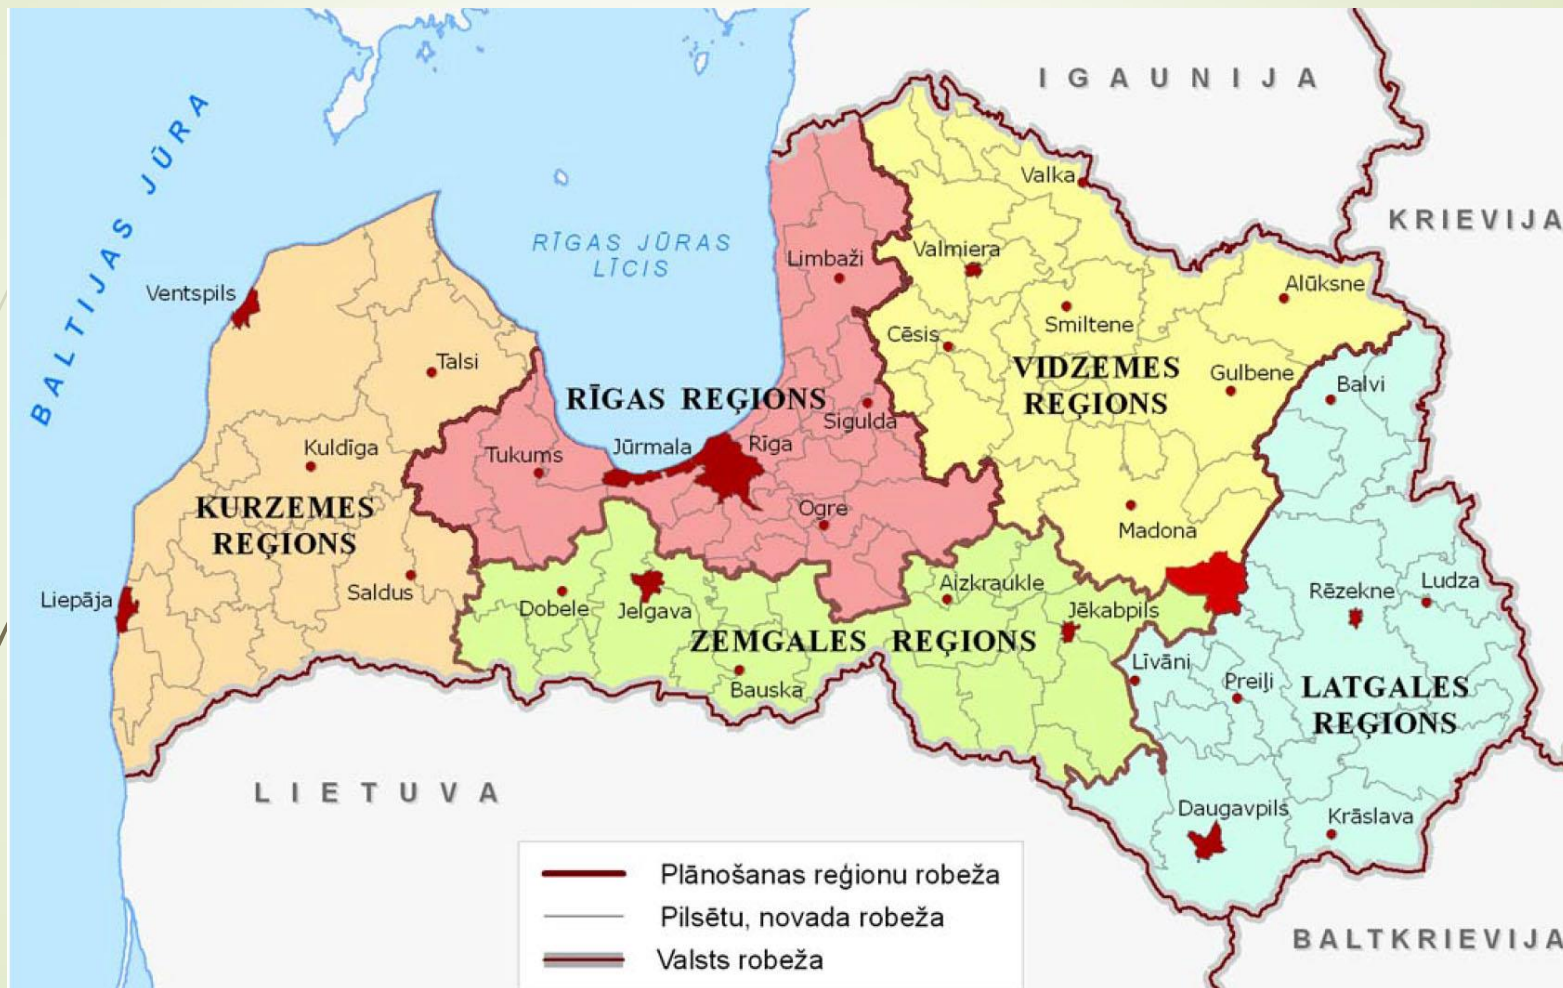 IGAUNIJA
BALTIJAS JŪRA
Valka
KRIEVIJA
RĪGAS JŪRAS
LĪCIS
Limbaži
Valmiera
Ventspils
Alūksne
Cēsis
Smiltene
Talsi
VIDZEMES
REĢIONS
Gulbene
Balvi
RĪGAS REĢIONS
Sigulda
Kuldīga
Tukums
Jūrmala
Rīga
KURZEMES
REĢIONS
Ogre
Madona
Saldus
Liepāja
Dobele
Jelgava
Aizkraukle
Jēkabpils
Rēzekne
Ludza
ZEMGALES REĢIONS
Līvāni
Preiļi
Bauska
LATGALES
REĢIONS
LIETUVA
Daugavpils
Krāslava
Plānošanas reģionu robeža
Pilsētu, novada robeža
Valsts robeža
BALTKRIEVIJA